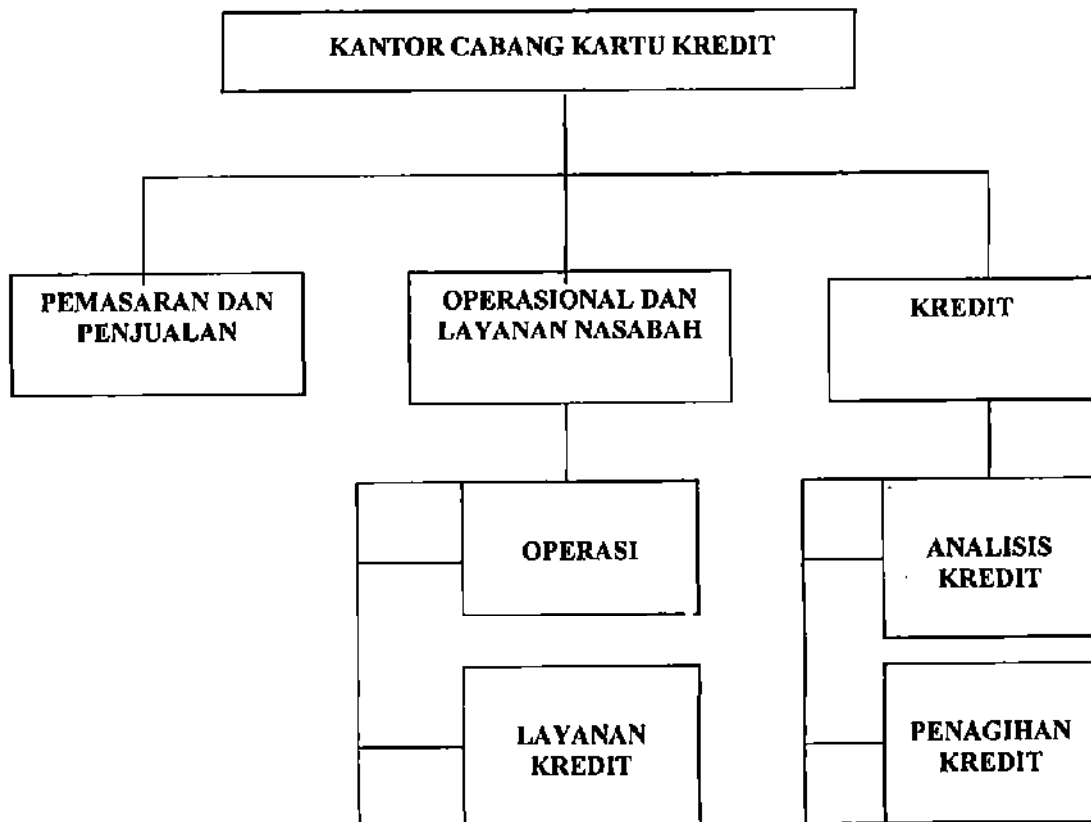 KANTOR CABANG KARTU KREDIT
PEMASARAN DAN
PENJUALAN
OPERASIONAL DAN
LAYANAN NASABAH
KREDIT
OPERASI
ANALISIS
KREDIT
LAYANAN
KREDIT
PENAGIHAN
KREDIT